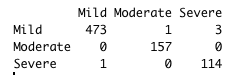 Mild Moderate Severe
Mild 473 1 3
Moderate 0 157 0
Severe 1 0 114